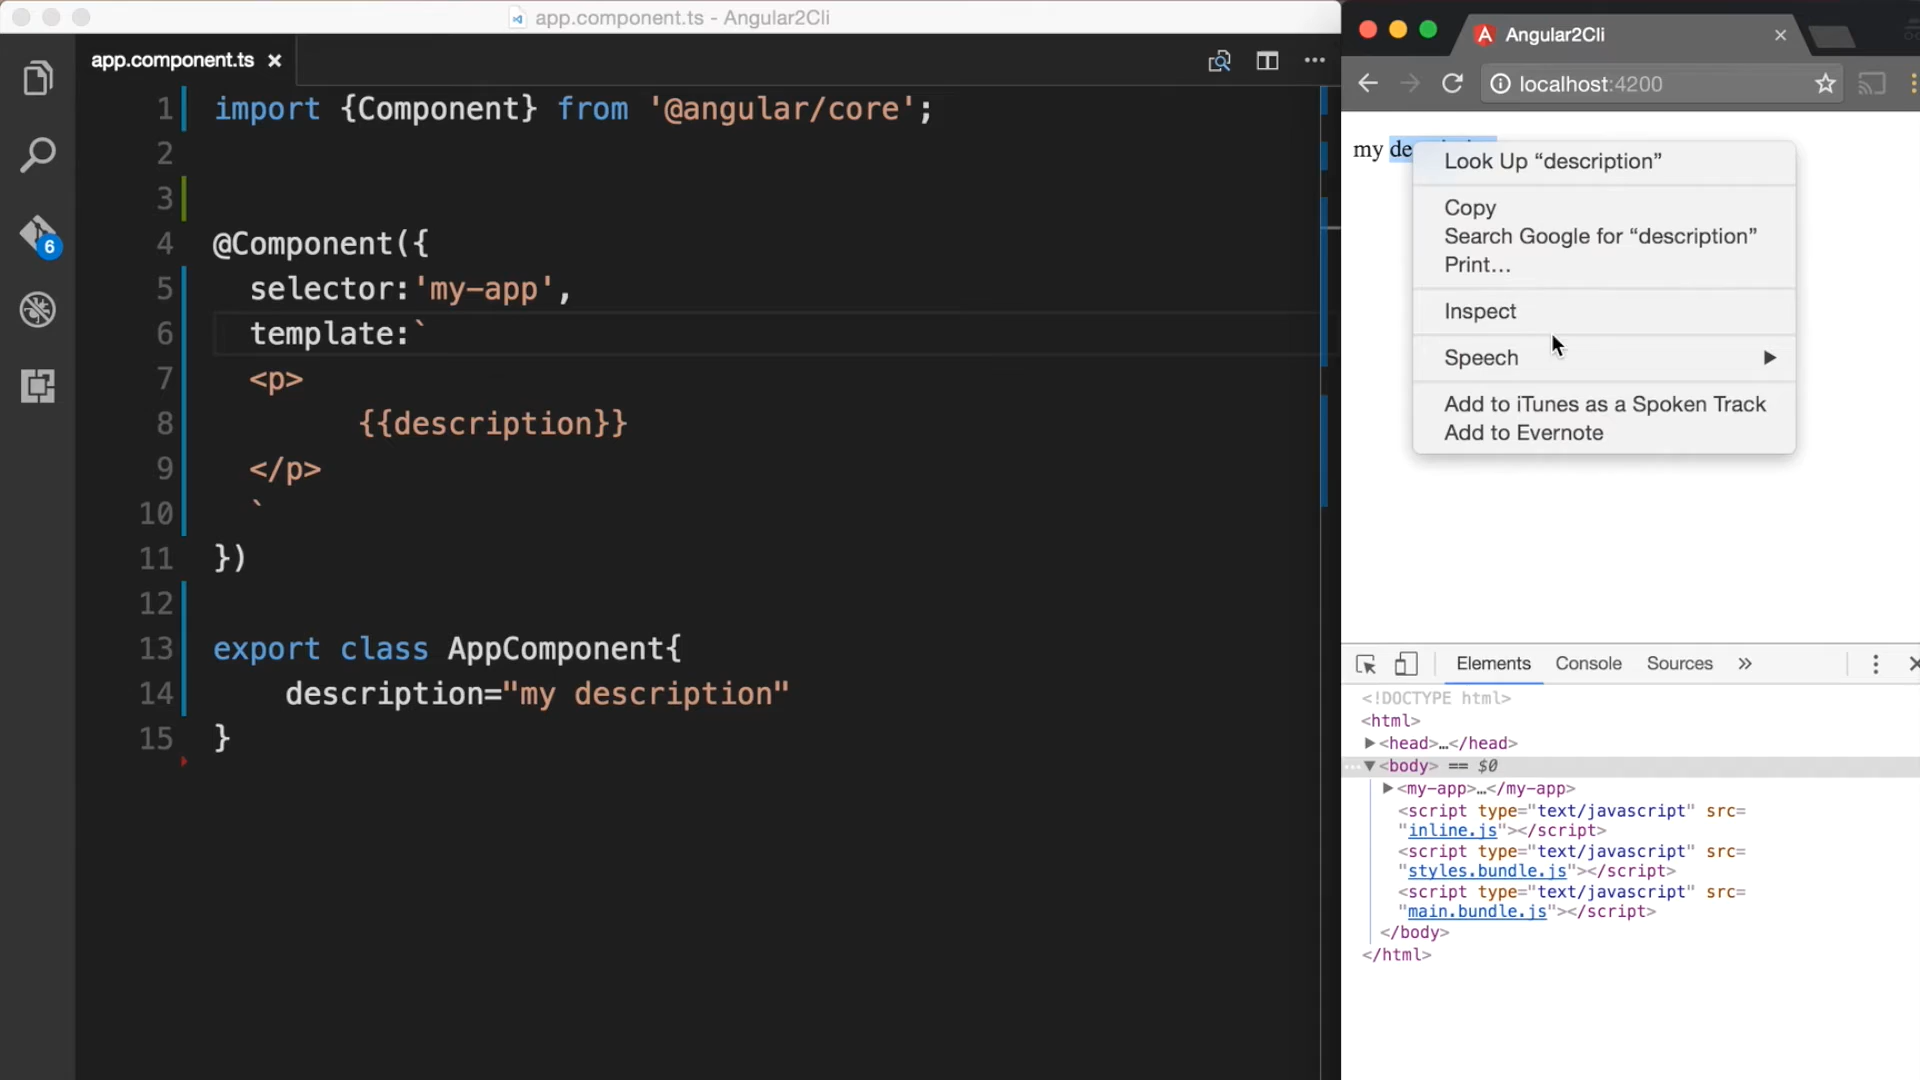 app.component.ts - Angular2Cli
app.component.ts ×
1 import {Component} from '@angular/core';
2
3
4 @Component({
5 selector:'my-app',
6 template:`
7 <p>
8 {{description}}
9 </p>
10 `
11 })
12
13 export class AppComponent{
14 description="my description"
15 }
6
Angular2Cli
localhost:4200
my
Look Up “description”
Copy
Search Google for “description”
Print…
Inspect
Speech
Add to iTunes as a Spoken Track
Add to Evernote
Elements Console Sources »
<!DOCTYPE html>
<html>
▶<head>…</head>
…▼<body> == $0
▶<my-app>…</my-app>
<script type="text/javascript" src=
"inline.js"></script>
<script type="text/javascript" src=
"styles.bundle.js"></script>
<script type="text/javascript" src=
"main.bundle.js"></script>
</body>
</html>